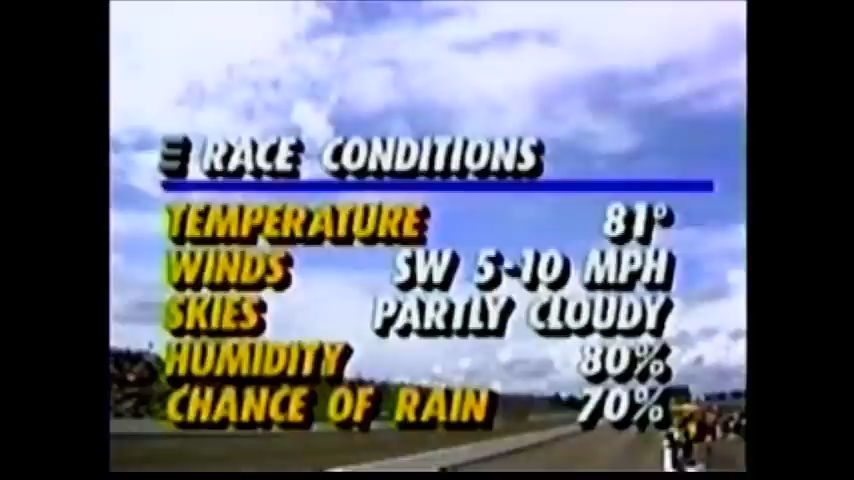 RACE CONDITIONS
TEMPERATURE 81°
WINDS SW 5-10 MPH
SKIES PARTLY CLOUDY
HUMIDITY 80%
CHANCE OF RAIN 70%